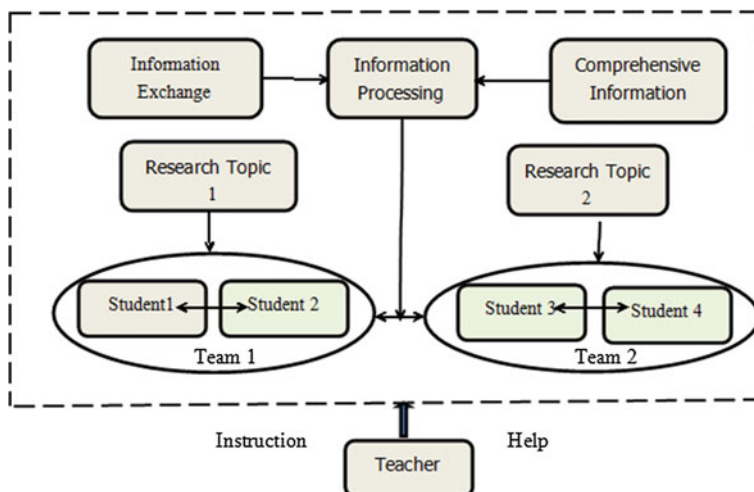 Information
Exchange
Information
Processing
Comprehensive
Information
Research Topic
1
Research Topic
2
Student1
Student 2
Team 1
Student 3
Student 4
Team 2
Instruction
Help
Teacher